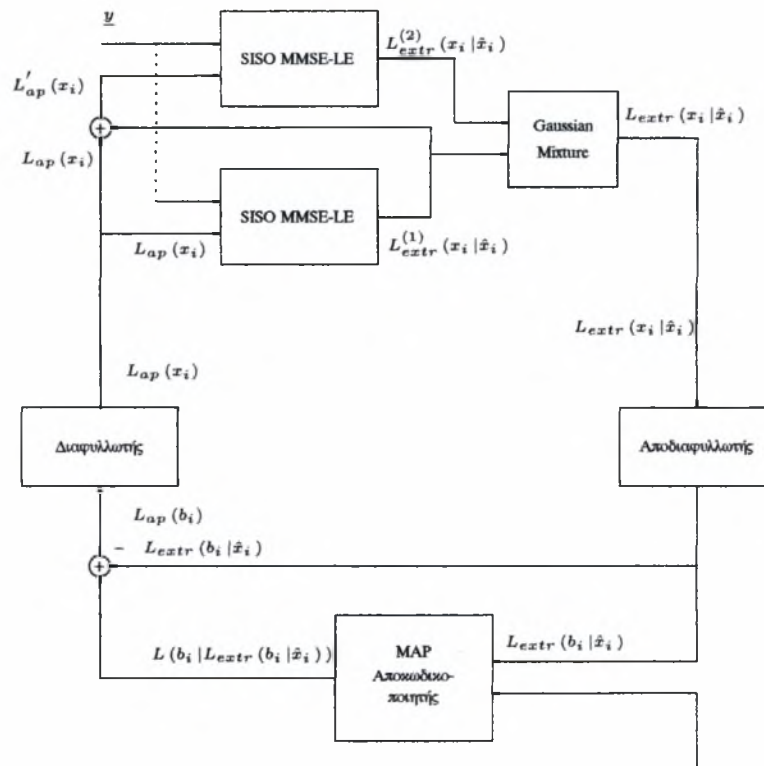 y
SISO MMSE-LE
L_{extr}^{(2)} (x_i | x̂_i)
L'_{ap} (x_i)
Gaussian
Mixture
L_{extr} (x_i | x̂_i)
L_{ap} (x_i)
SISO MMSE-LE
L_{ap} (x_i)
L_{extr}^{(1)} (x_i | x̂_i)
L_{extr} (x_i | x̂_i)
L_{ap} (x_i)
Διαφυλλωτής
Αποδιαφυλλωτής
L_{ap} (b_i)
− L_{extr} (b_i | x̂_i)
L (b_i | L_{extr} (b_i | x̂_i))
MAP
Αποκωδικο-
ποιητής
L_{extr} (b_i | x̂_i)